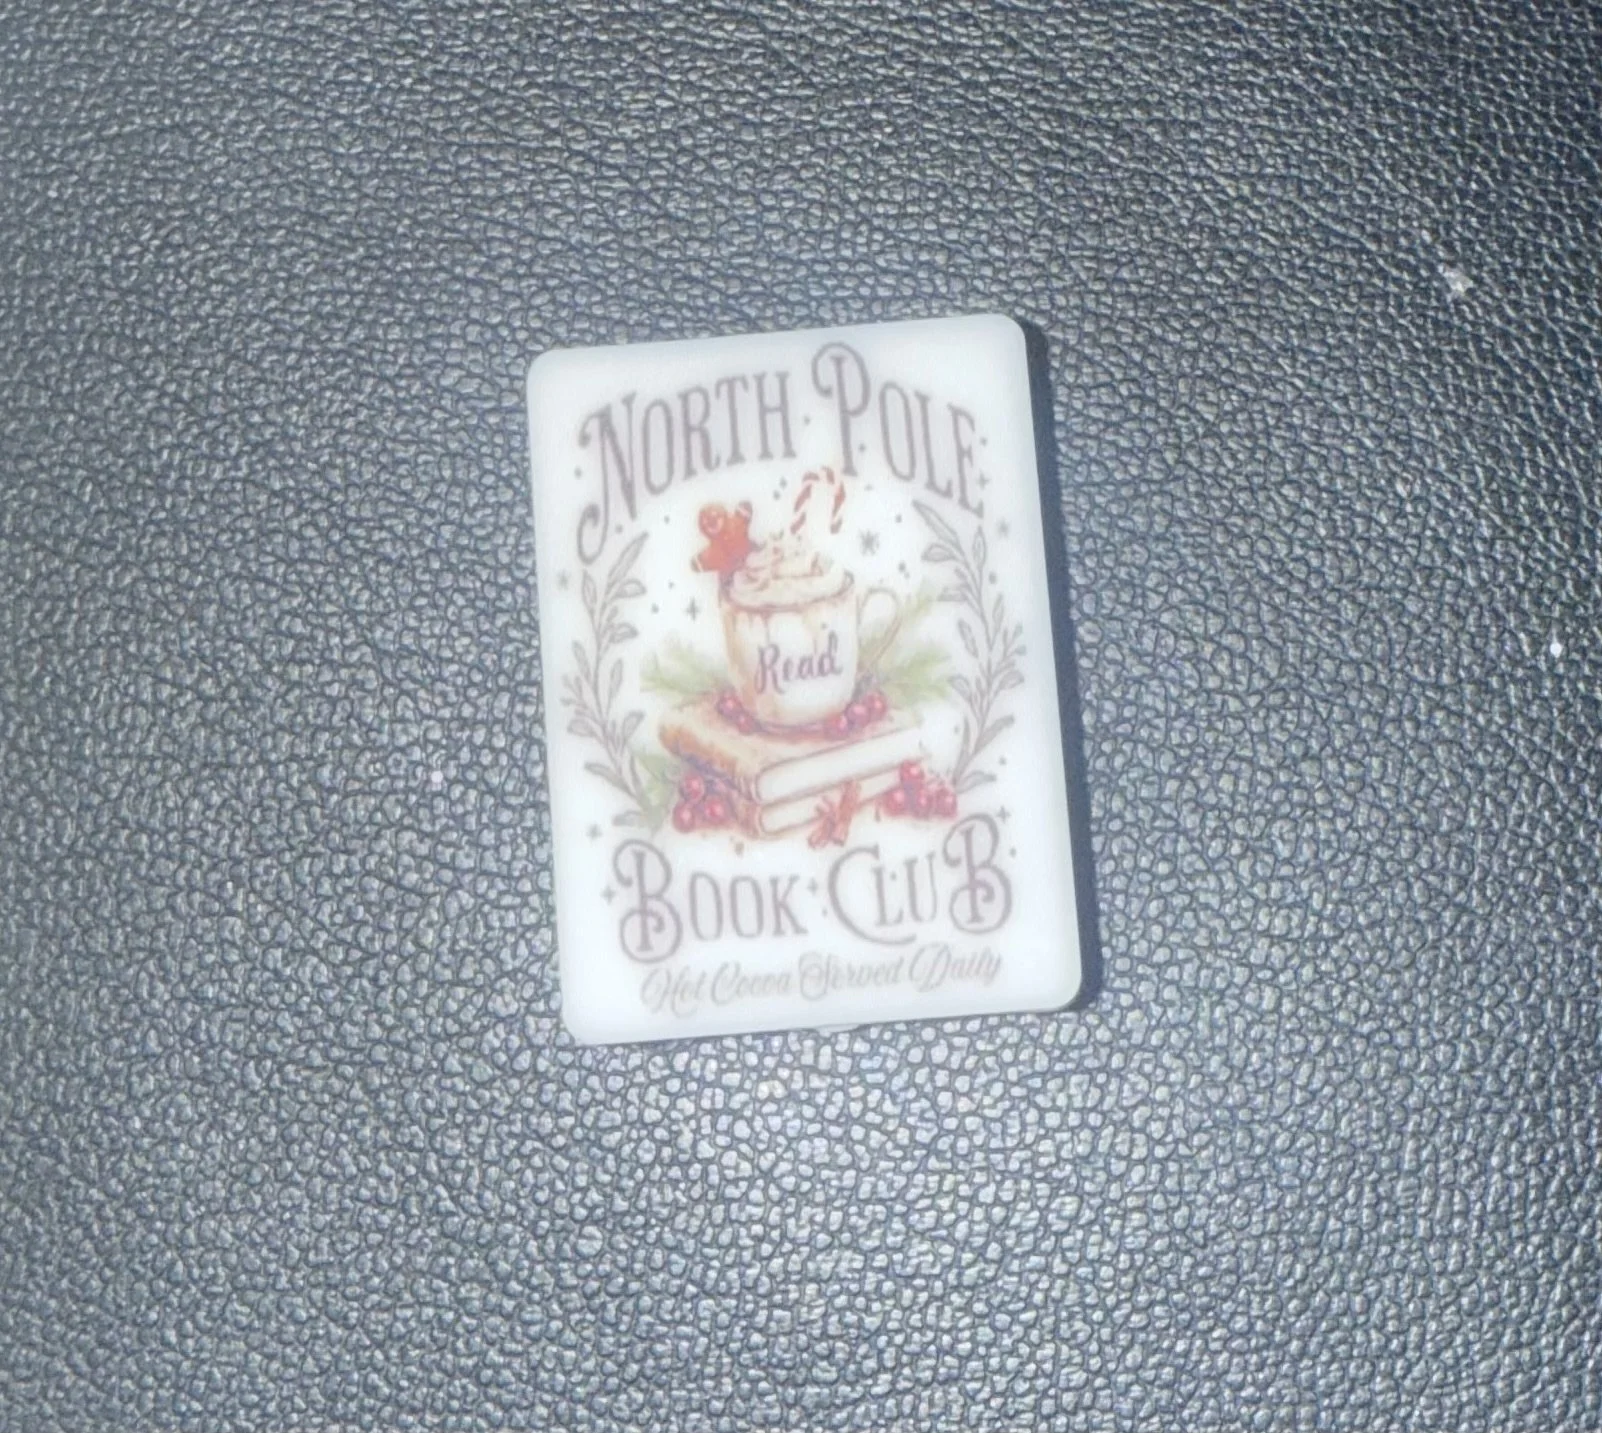 NORTH POLE
Read
BOOK CLUB
Hot Cocoa Served Daily